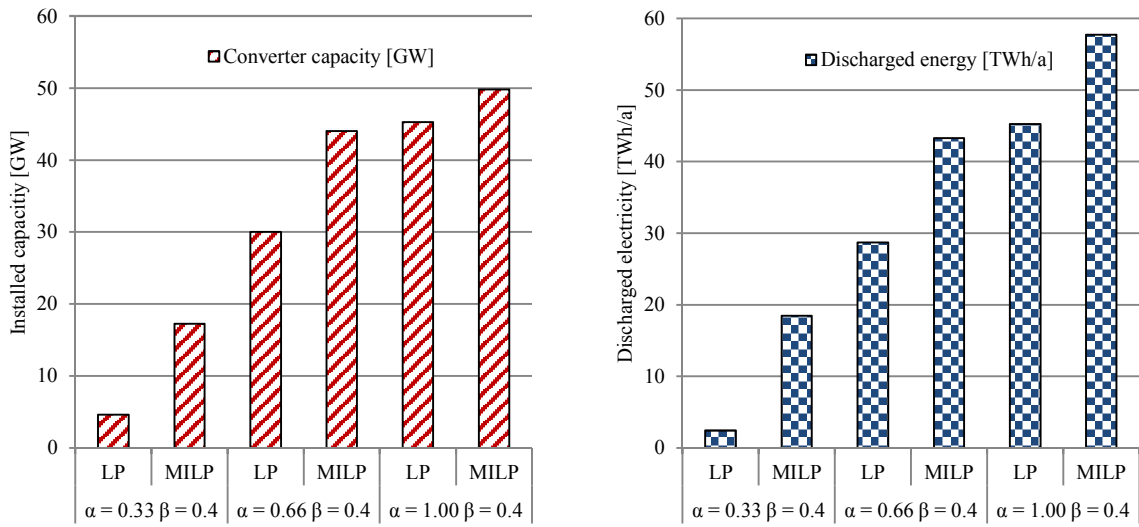 60
50
40
30
20
10
0
Installed capacitiy [GW]
Converter capacity [GW]
LP MILP LP MILP LP MILP
α = 0.33 β = 0.4 α = 0.66 β = 0.4 α = 1.00 β = 0.4
60
50
40
30
20
10
0
Discharged electricity [TWh/a]
Discharged energy [TWh/a]
LP MILP LP MILP LP MILP
α = 0.33 β = 0.4 α = 0.66 β = 0.4 α = 1.00 β = 0.4